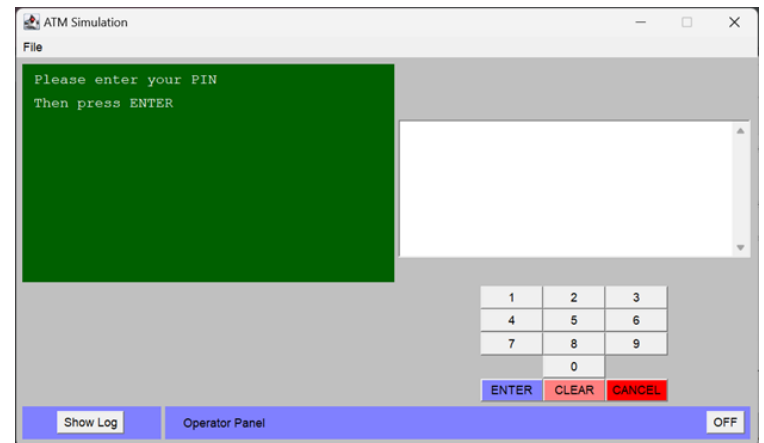 ATM Simulation
File
Please enter your PIN
Then press ENTER
1 2 3
4 5 6
7 8 9
0
ENTER CLEAR CANCEL
Show Log Operator Panel OFF